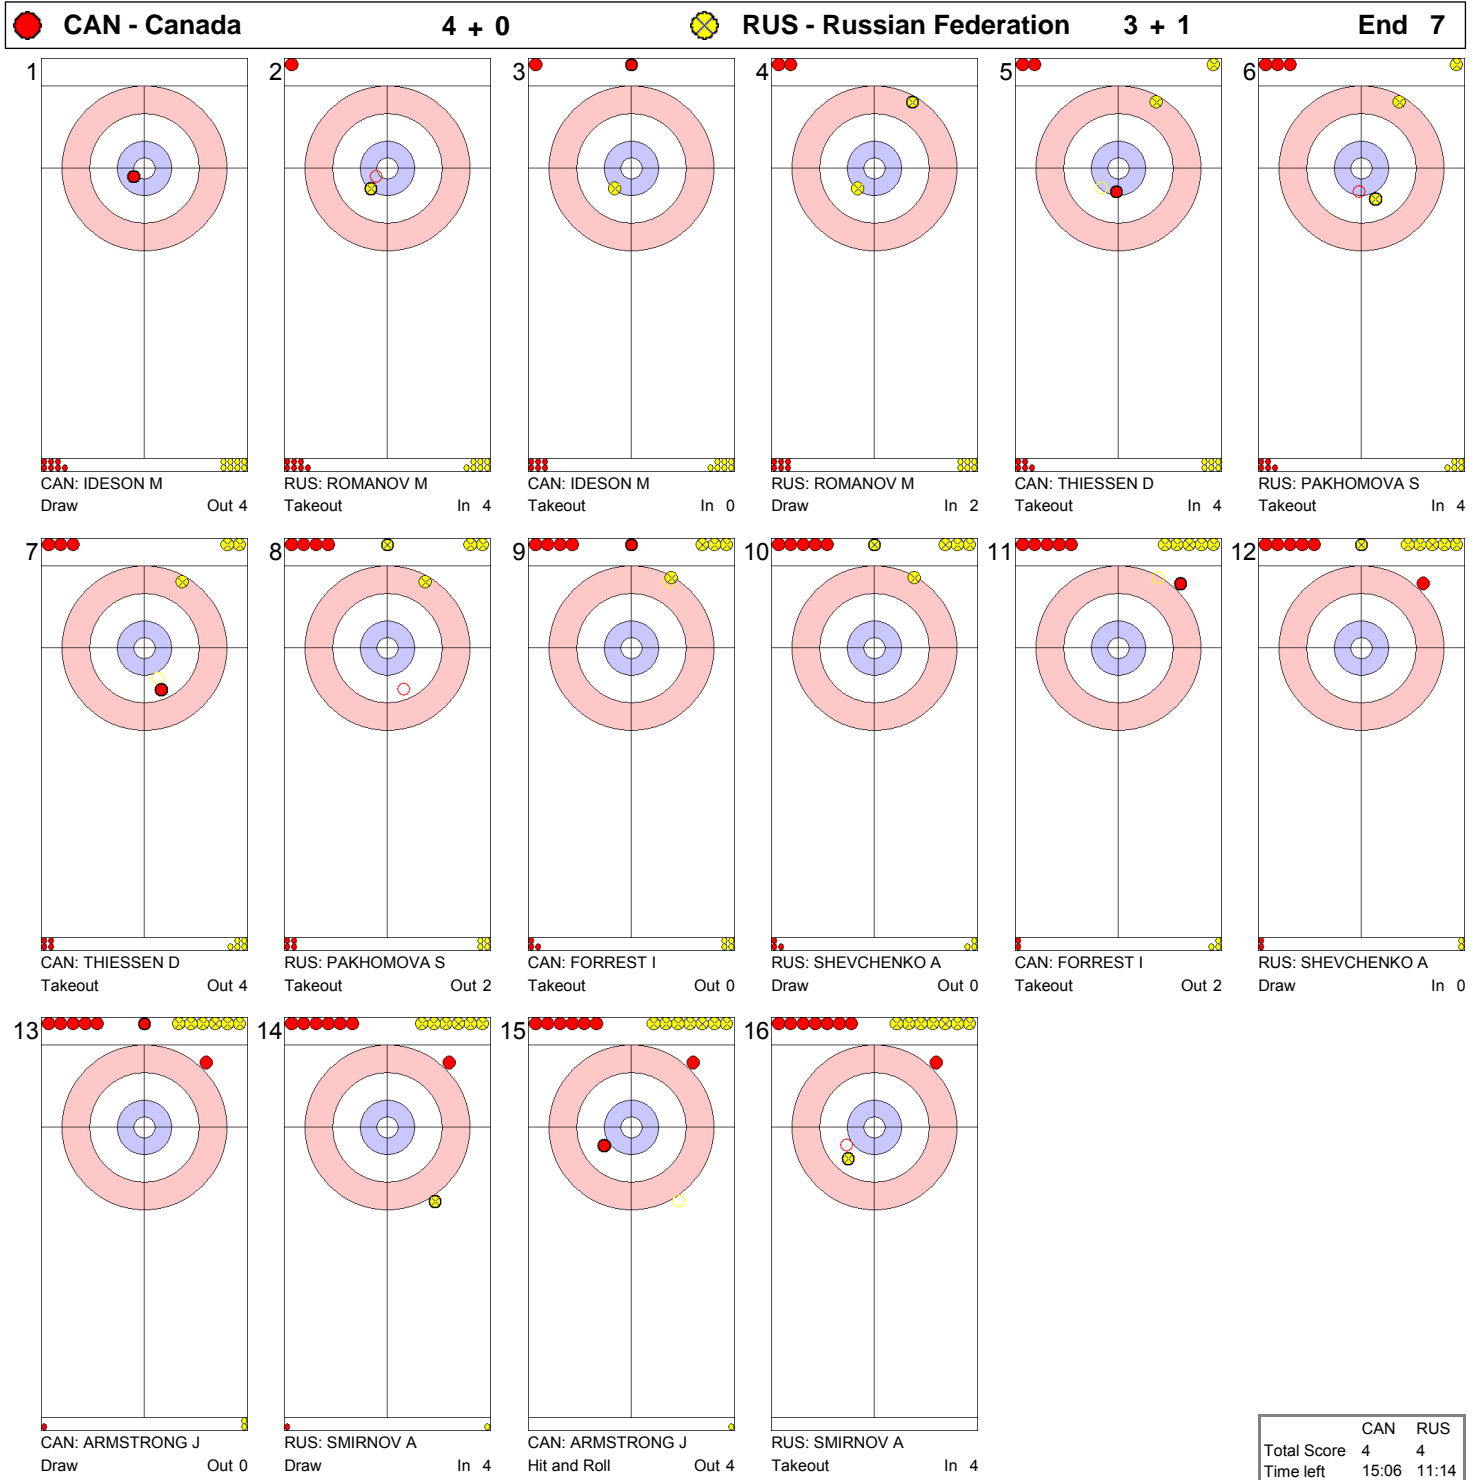 CAN - Canada 4 + 0 RUS - Russian Federation 3 + 1 End 7
1 2 3 4 5 6
CAN: IDESON M RUS: ROMANOV M CAN: IDESON M RUS: ROMANOV M CAN: THIESSEN D RUS: PAKHOMOVA S
Draw Out 4 Takeout In 4 Takeout In 0 Draw In 2 Takeout In 4 Takeout In 4
7 8 9 10 11 12
CAN: THIESSEN D RUS: PAKHOMOVA S CAN: FORREST I RUS: SHEVCHENKO A CAN: FORREST I RUS: SHEVCHENKO A
Takeout Out 4 Takeout Out 2 Takeout Out 0 Draw Out 0 Takeout Out 2 Draw In 0
13 14 15 16
CAN: ARMSTRONG J RUS: SMIRNOV A CAN: ARMSTRONG J RUS: SMIRNOV A
Draw Out 0 Draw In 4 Hit and Roll Out 4 Takeout In 4
CAN RUS
Total Score 4 4
Time left 15:06 11:14